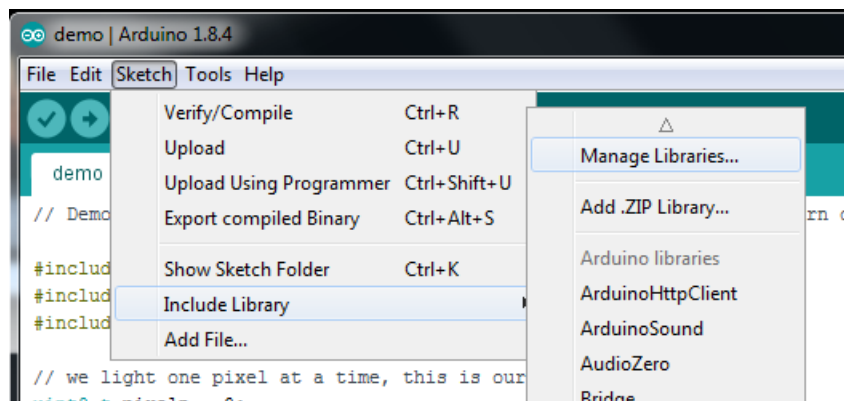 demo | Arduino 1.8.4
File Edit Sketch Tools Help
Verify/Compile Ctrl+R
Upload Ctrl+U
Upload Using Programmer Ctrl+Shift+U
Export compiled Binary Ctrl+Alt+S
Show Sketch Folder Ctrl+K
Include Library
Add File...
Manage Libraries...
Add .ZIP Library...
Arduino libraries
ArduinoHttpClient
ArduinoSound
AudioZero
Bridge
demo
// Demo
#includ
#includ
#includ
// we light one pixel at a time, this is our